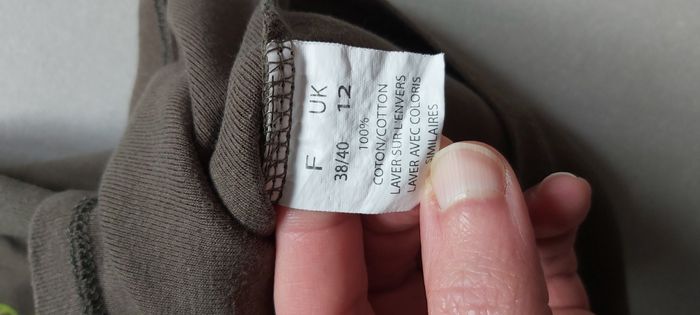 F UK
38/40 12
100%
COTON/COTTON
LAVER SUR L'ENVERS
LAVER AVEC COLORIS
SIMILAIRES